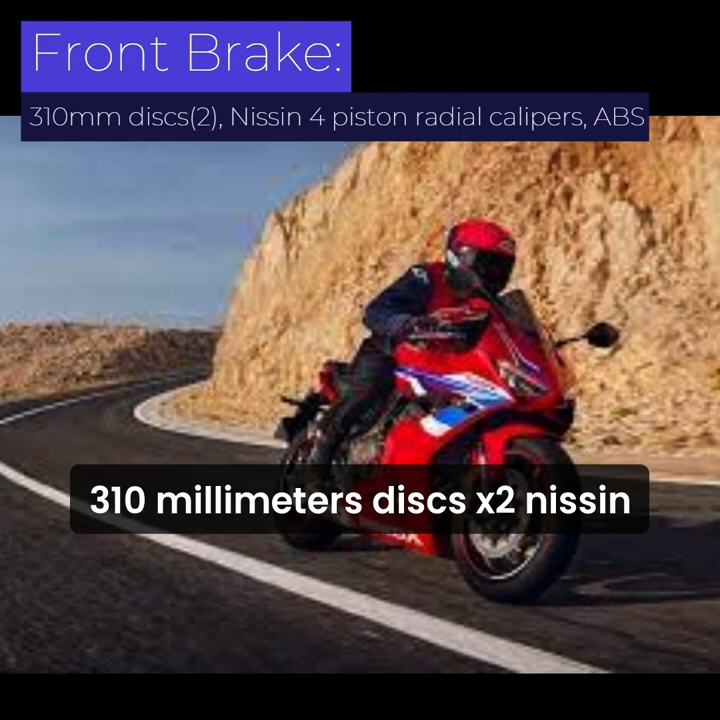 Front Brake:
310mm discs(2), Nissin 4 piston radial calipers, ABS
310 millimeters discs x2 nissin